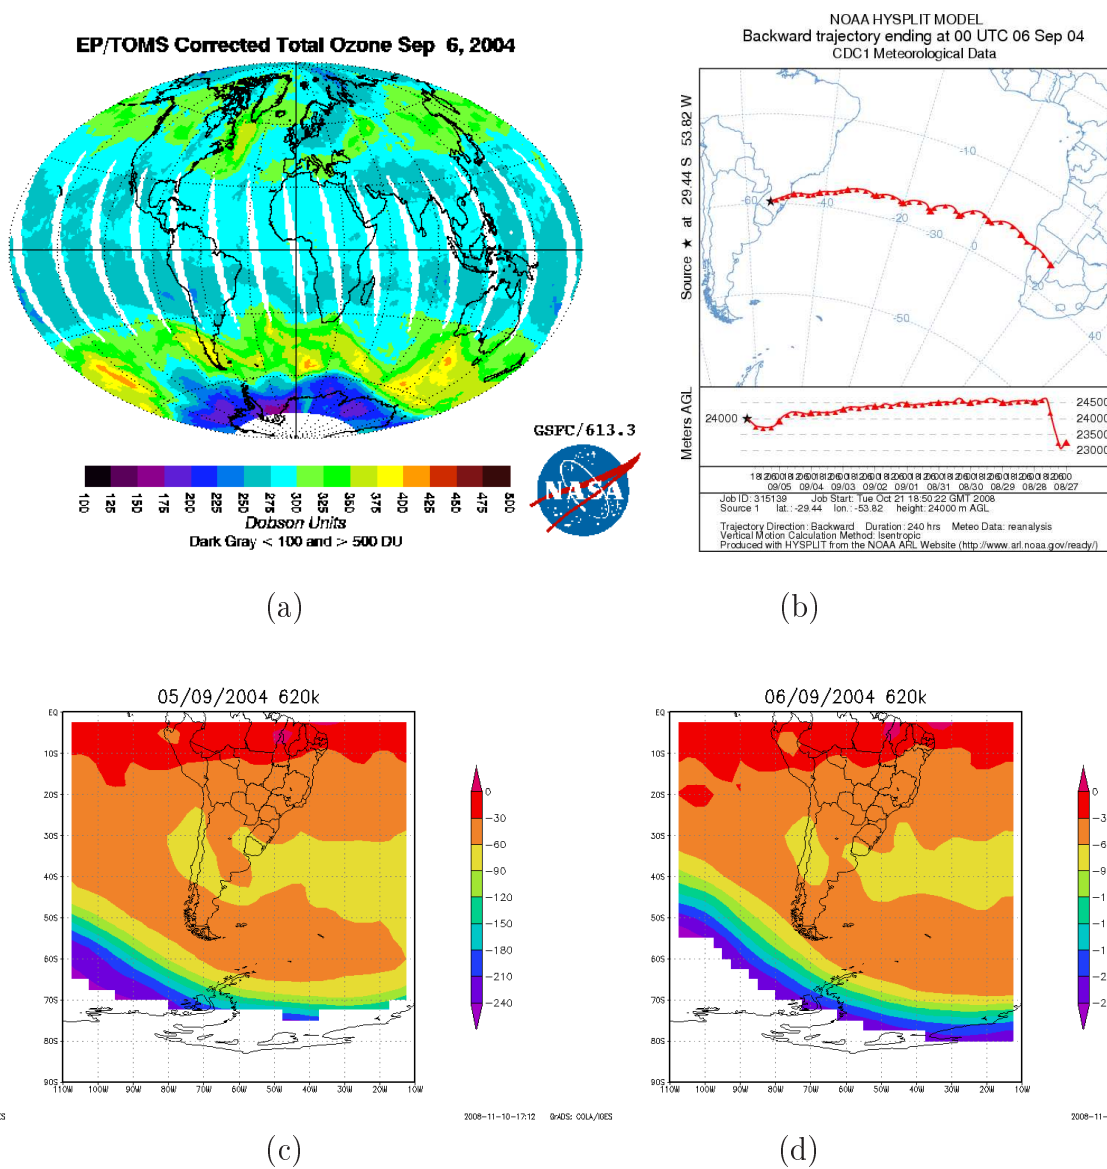 EP/TOMS Corrected Total Ozone Sep 6, 2004
GSFC/613.3
NASA
100 125 150 175 200 225 250 275 300 325 350 375 400 425 450 475 500
Dobson Units
Dark Gray < 100 and > 500 DU
(a)
NOAA HYSPLIT MODEL
Backward trajectory ending at 00 UTC 06 Sep 04
CDC1 Meteorological Data
Source ★ at 29.44 S 53.82 W
-10
-60
-40
-20
-30
0
20
-50
40
Meters AGL
24000
24500
24000
23500
23000
09/05 09/04 09/03 09/02 09/01 08/31 08/30 08/29 08/28 08/27
Job ID: 315139 Job Start: Tue Oct 21 18:50:22 GMT 2008
Source 1 lat.: -29.44 lon.: -53.82 height: 24000 m AGL
Trajectory Direction: Backward Duration: 240 hrs Meteo Data: reanalysis
Vertical Motion Calculation Method: Isentropic
Produced with HYSPLIT from the NOAA ARL Website (http://www.arl.noaa.gov/ready/)
(b)
05/09/2004 620k
EQ
10S
20S
30S
40S
50S
60S
70S
80S
90S
110W 100W 90W 80W 70W 60W 50W 40W 30W 20W 10W
0
-30
-60
-90
-120
-150
-180
-210
-240
2008-11-10-17:12
(c)
06/09/2004 620k
EQ
10S
20S
30S
40S
50S
60S
70S
80S
90S
110W 100W 90W 80W 70W 60W 50W 40W 30W 20W 10W
0
-3
-6
-9
-1
-1
-1
-2
-2
GrADS: COLA/IGES
2008-11-
(d)